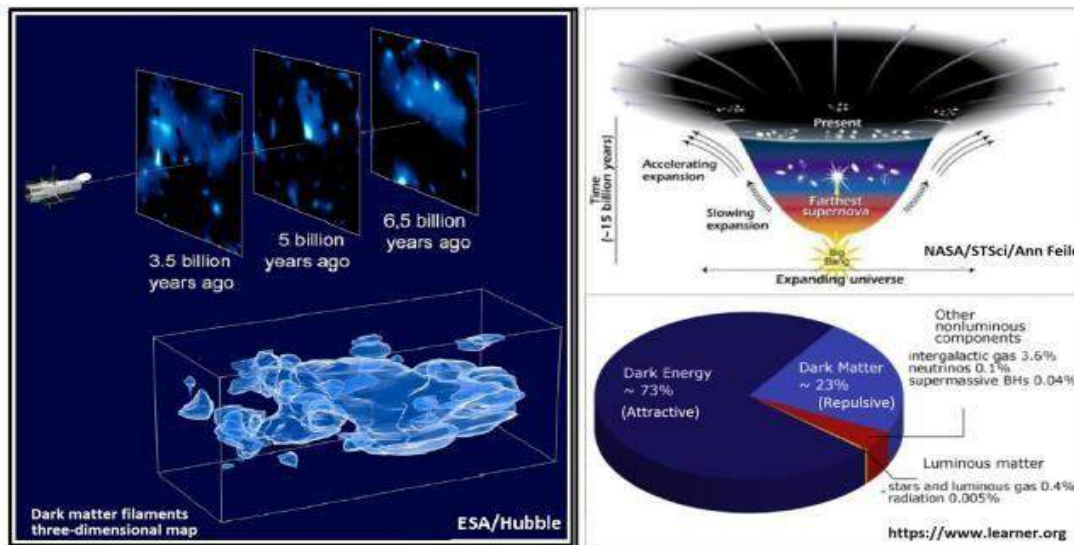 3.5 billion
years ago
5 billion
years ago
6,5 billion
years ago
Dark matter filaments
three-dimensional map
ESA/Hubble
Present
Accelerating
expansion
Slowing
expansion
Farthest
supernova
Time
(~15 billion years)
Big
Bang
Expanding universe
NASA/STSci/Ann Feild
Dark Energy
~ 73%
(Attractive)
Dark Matter
~ 23%
(Repulsive)
Other
nonluminous
components
intergalactic gas 3.6%
neutrinos 0.1%
supermassive BHs 0.04%
Luminous matter
stars and luminous gas 0.4%
radiation 0.005%
https://www.learner.org